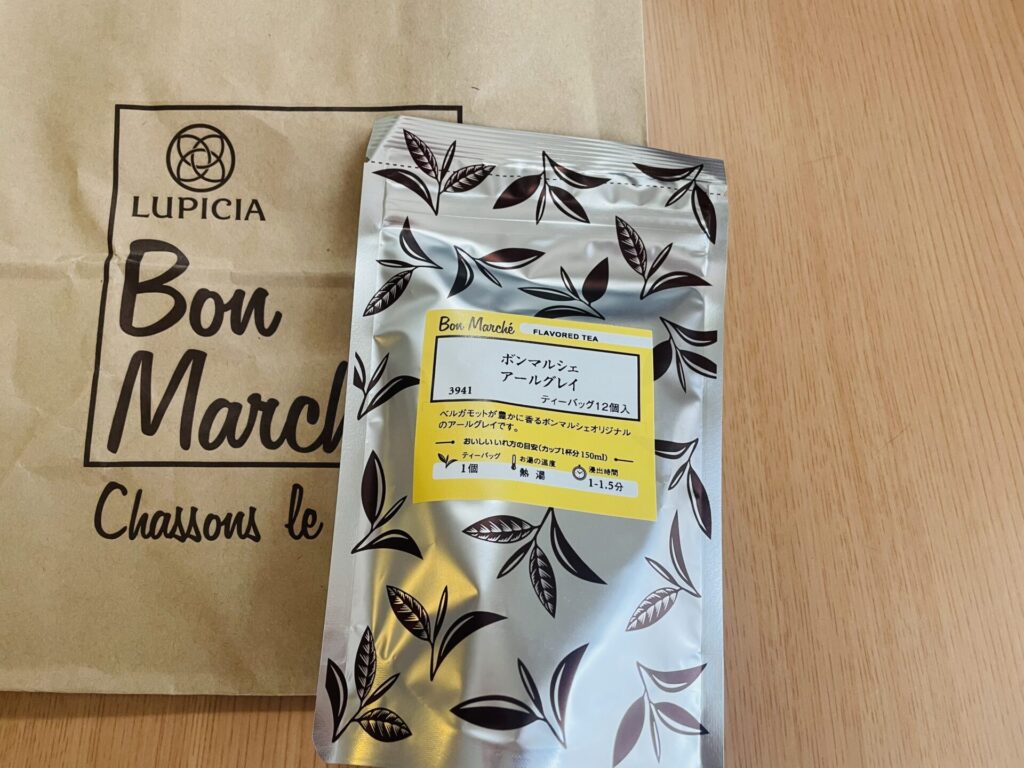 LUPICIA
Bon
March
Chassons le
Bon Marché FLAVORED TEA
ボンマルシェ
アールグレイ
3941 ティーバッグ12個入
ベルガモットが豊かに香るボンマルシェオリジナル
のアールグレイです。
おいしいいれ方の目安(カップ1杯分150ml)
ティーバッグ お湯の温度 浸出時間
1個 熱湯 1-1.5分